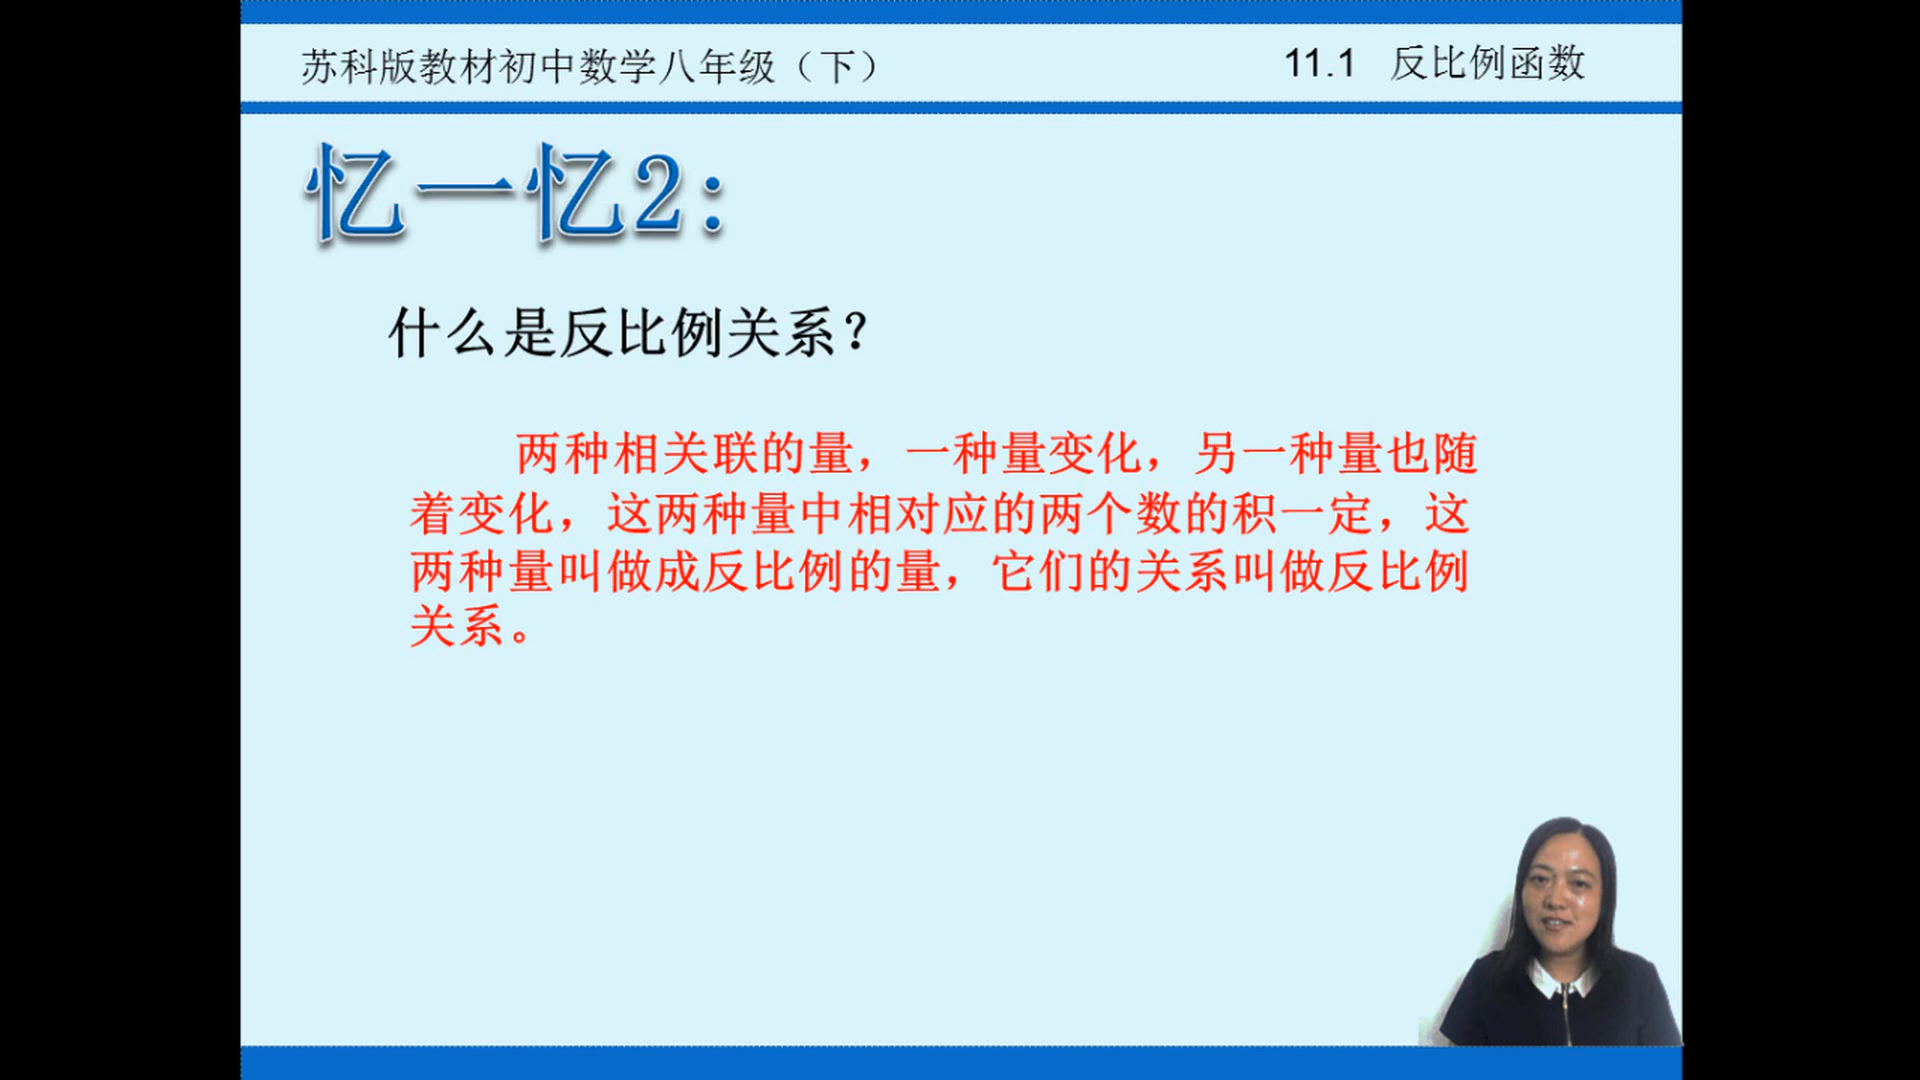 苏科版教材初中数学八年级（下）
11.1 反比例函数
忆一忆2：
什么是反比例关系？
两种相关联的量，一种量变化，另一种量也随
着变化，这两种量中相对应的两个数的积一定，这
两种量叫做成反比例的量，它们的关系叫做反比例
关系。